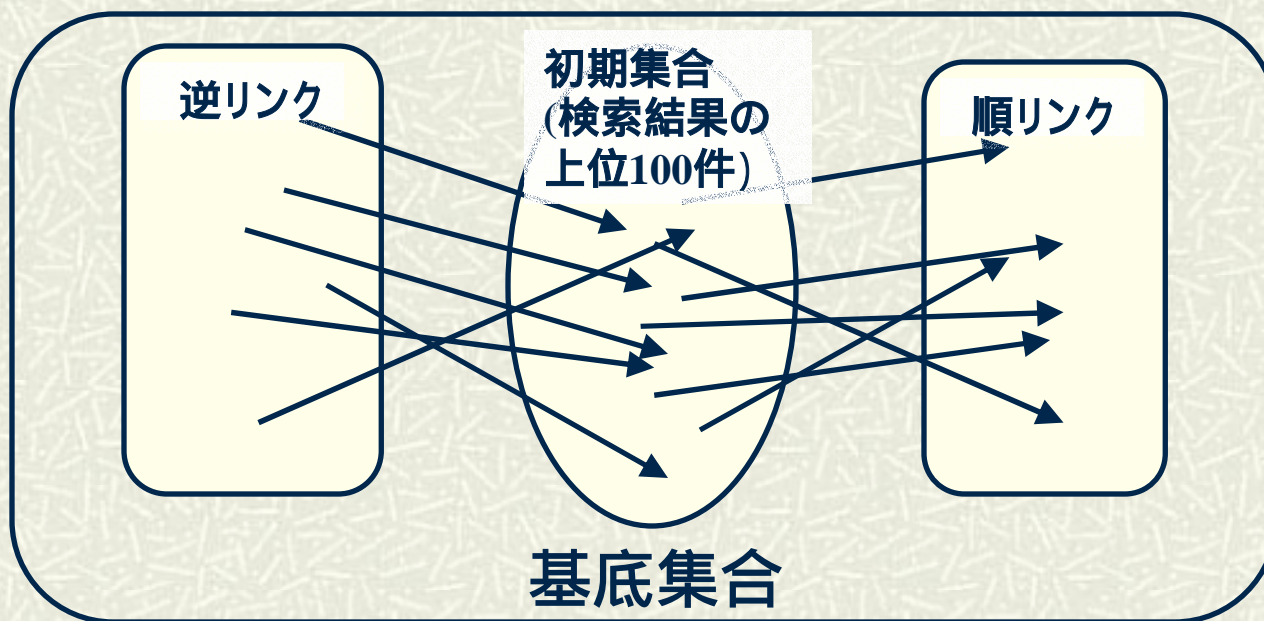 逆リンク
初期集合
(検索結果の
上位100件)
順リンク
基底集合